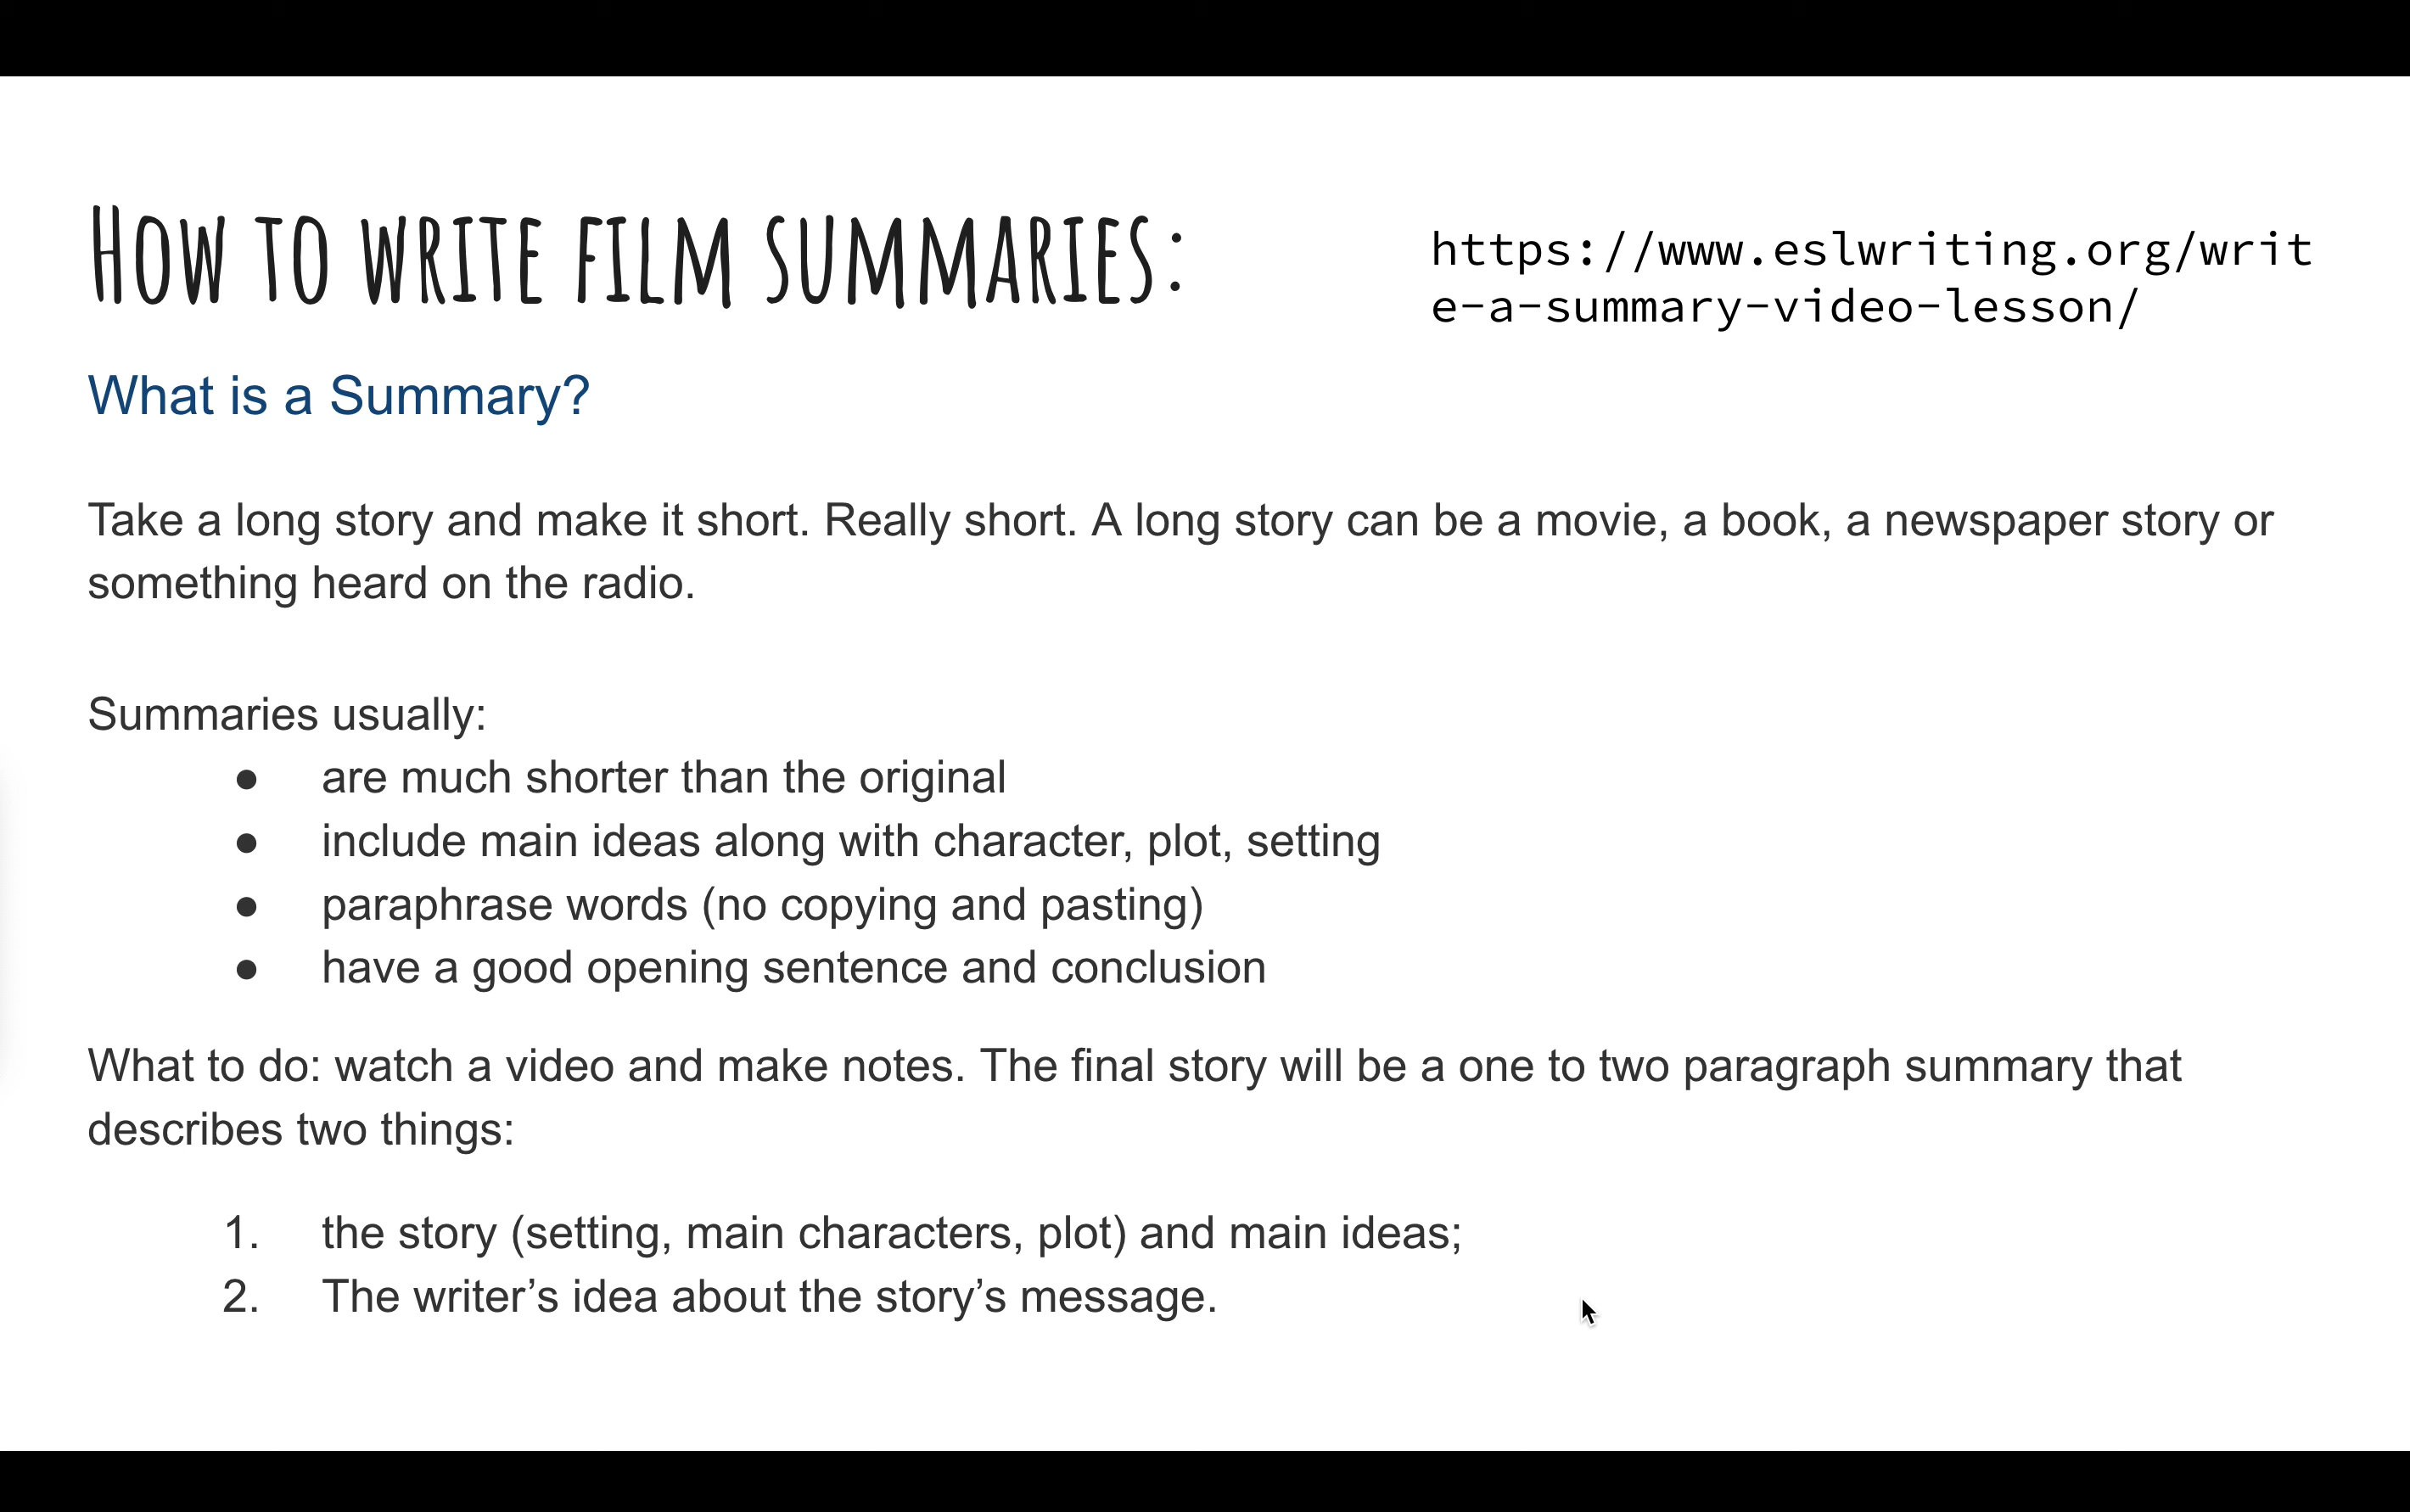 How to write film summaries:
https://www.eslwriting.org/writ
e-a-summary-video-lesson/
What is a Summary?
Take a long story and make it short. Really short. A long story can be a movie, a book, a newspaper story or
something heard on the radio.
Summaries usually:
● are much shorter than the original
● include main ideas along with character, plot, setting
● paraphrase words (no copying and pasting)
● have a good opening sentence and conclusion
What to do: watch a video and make notes. The final story will be a one to two paragraph summary that
describes two things:
1. the story (setting, main characters, plot) and main ideas;
2. The writer’s idea about the story’s message.